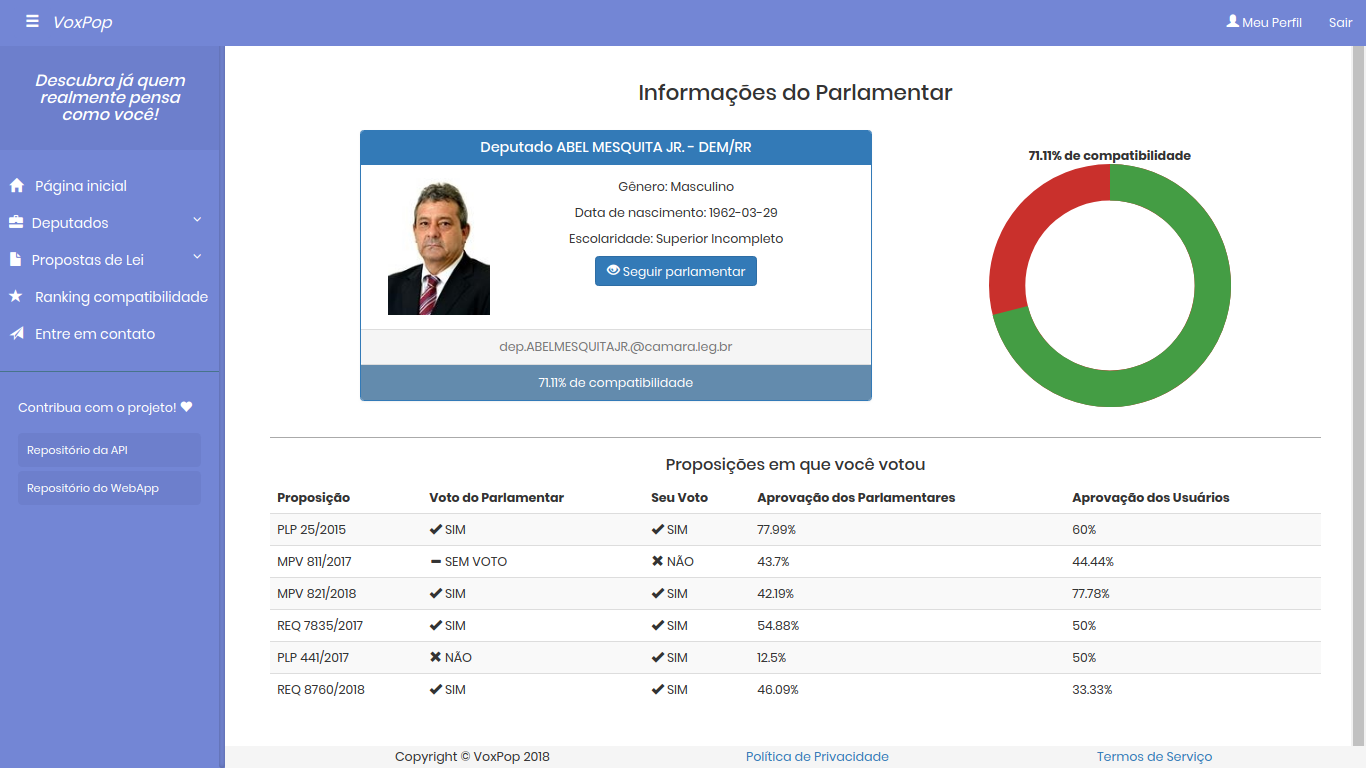 VoxPop
Meu Perfil
Sair
Descubra já quem
realmente pensa
como você!
Página inicial
Deputados
Propostas de Lei
Ranking compatibilidade
Entre em contato
Contribua com o projeto!
Repositório da API
Repositório do WebApp
Informações do Parlamentar
Deputado ABEL MESQUITA JR. - DEM/RR
Gênero: Masculino
Data de nascimento: 1962-03-29
Escolaridade: Superior Incompleto
Seguir parlamentar
dep.ABELMESQUITAJR.@camara.leg.br
71.11% de compatibilidade
71.11% de compatibilidade
Proposições em que você votou
Proposição Voto do Parlamentar Seu Voto Aprovação dos Parlamentares Aprovação dos Usuários
PLP 25/2015 SIM SIM 77.99% 60%
MPV 811/2017 SEM VOTO NÃO 43.7% 44.44%
MPV 821/2018 SIM SIM 42.19% 77.78%
REQ 7835/2017 SIM SIM 54.88% 50%
PLP 441/2017 NÃO SIM 12.5% 50%
REQ 8760/2018 SIM SIM 46.09% 33.33%
Copyright © VoxPop 2018
Política de Privacidade
Termos de Serviço